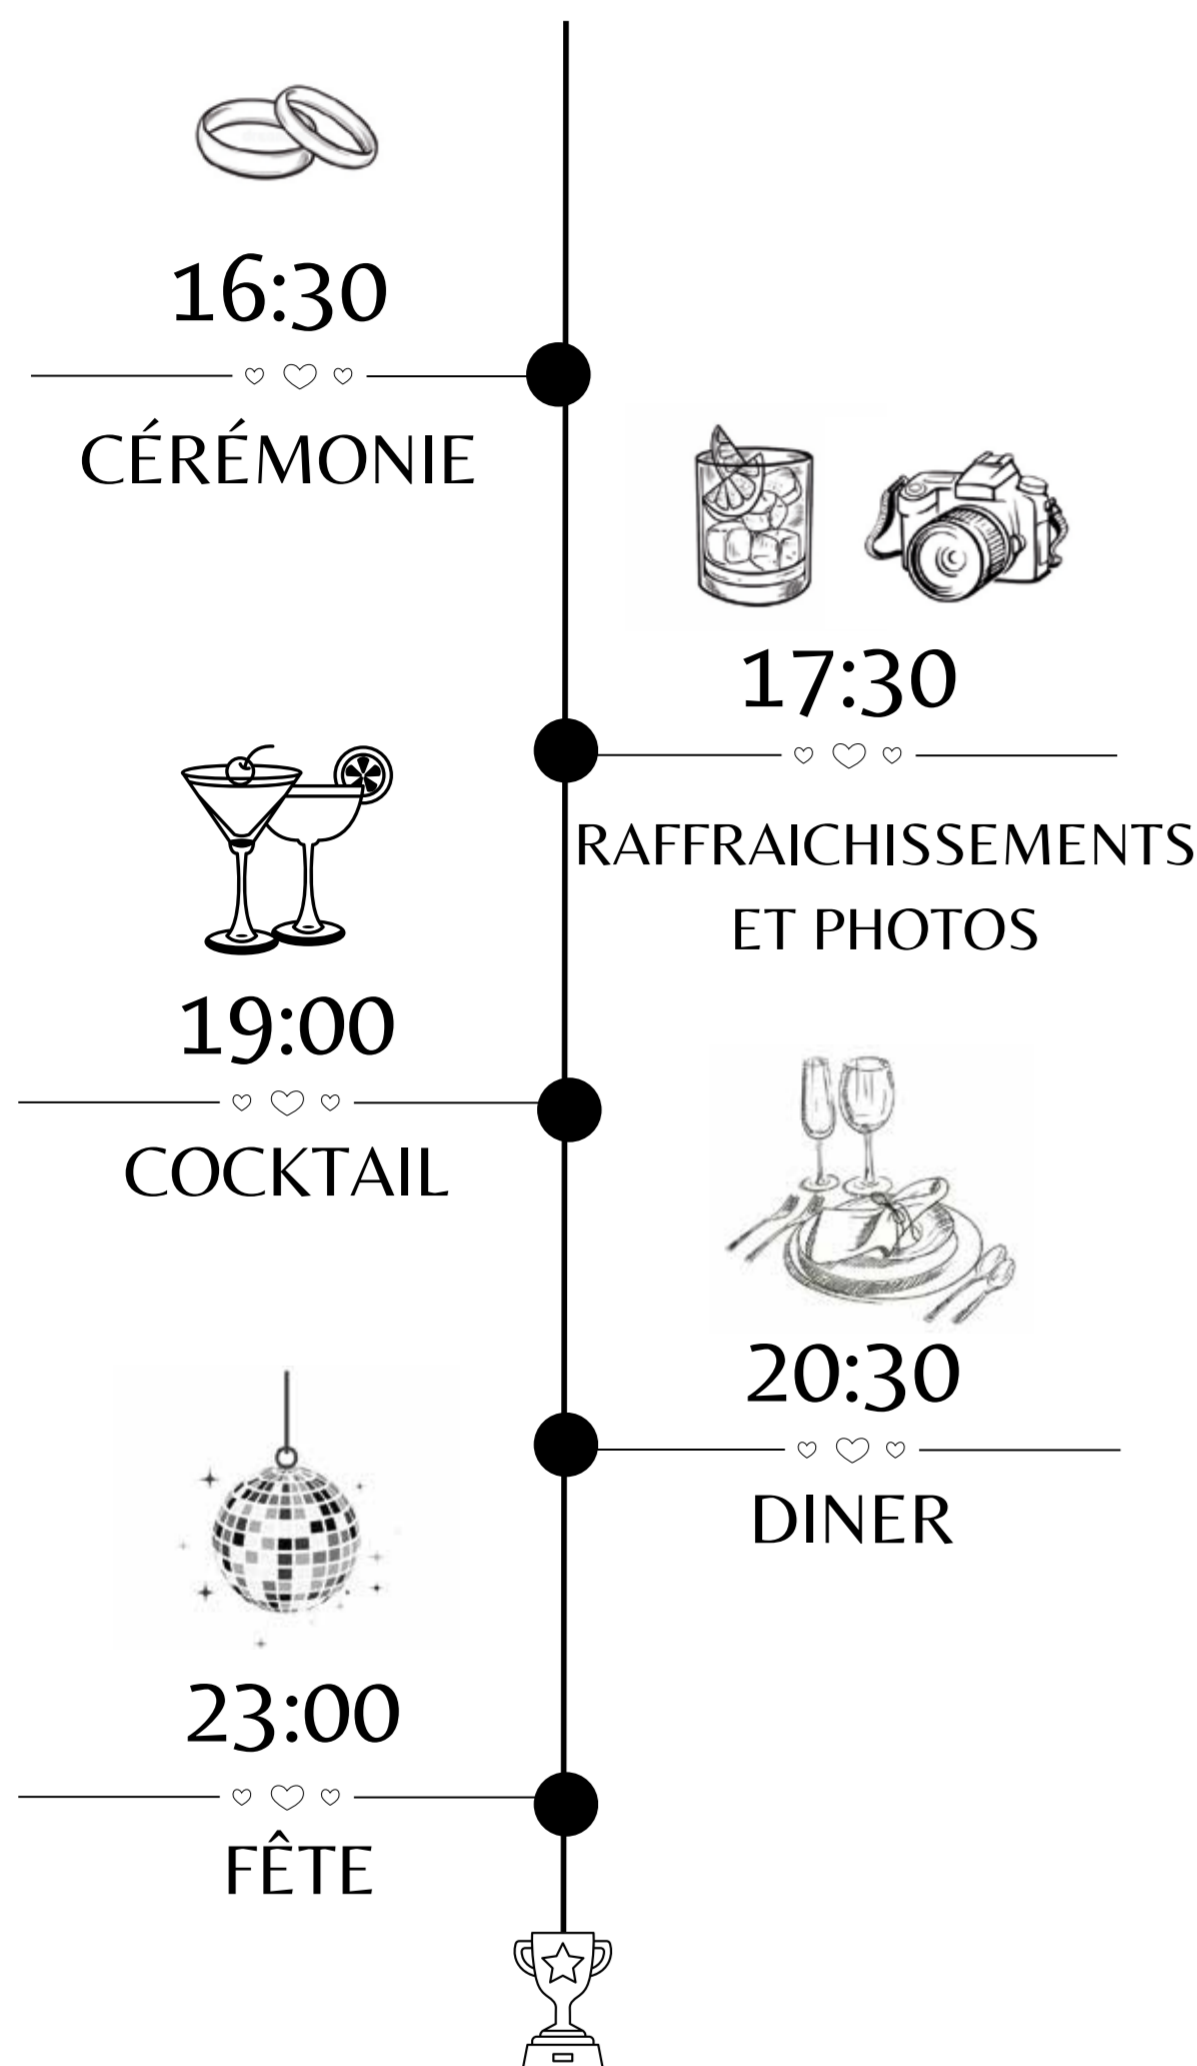 16:30
CÉRÉMONIE
17:30
RAFFRAICHISSEMENTS
ET PHOTOS
19:00
COCKTAIL
20:30
DINER
23:00
FÊTE